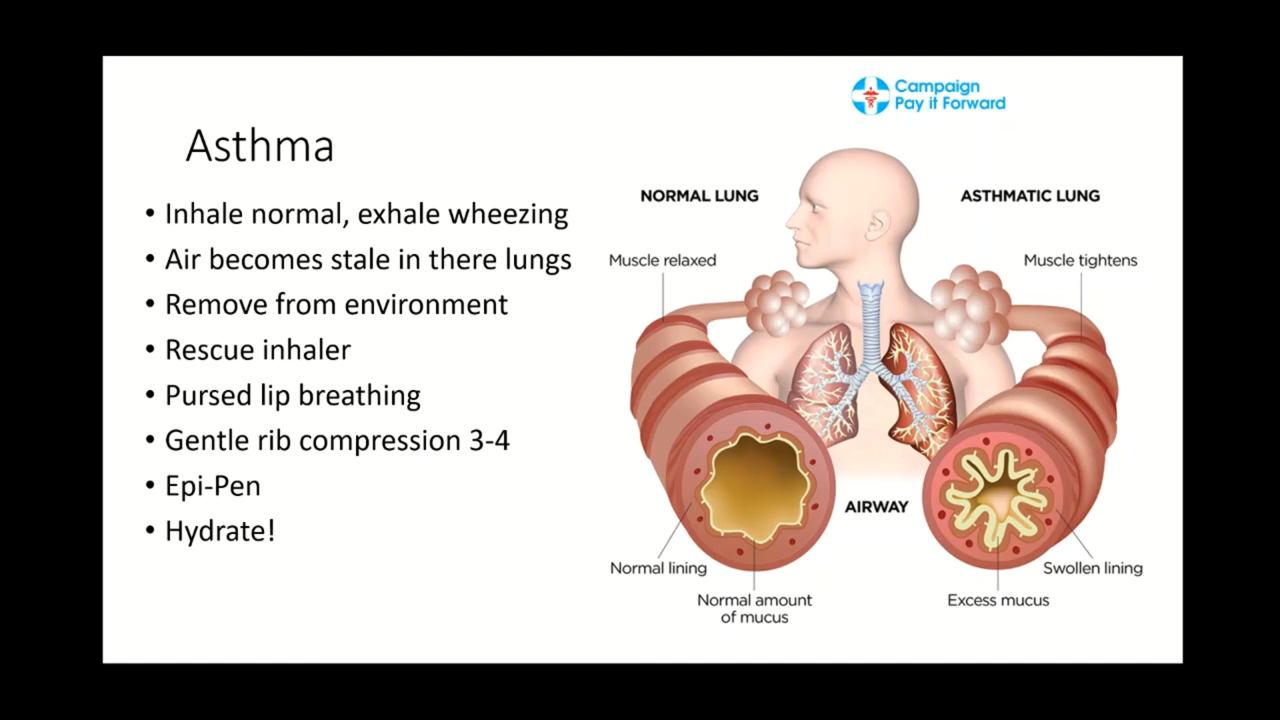 Campaign
Pay it Forward
Asthma
• Inhale normal, exhale wheezing
• Air becomes stale in there lungs
• Remove from environment
• Rescue inhaler
• Pursed lip breathing
• Gentle rib compression 3-4
• Epi-Pen
• Hydrate!
NORMAL LUNG
ASTHMATIC LUNG
Muscle relaxed
Muscle tightens
AIRWAY
Normal lining
Swollen lining
Normal amount
of mucus
Excess mucus